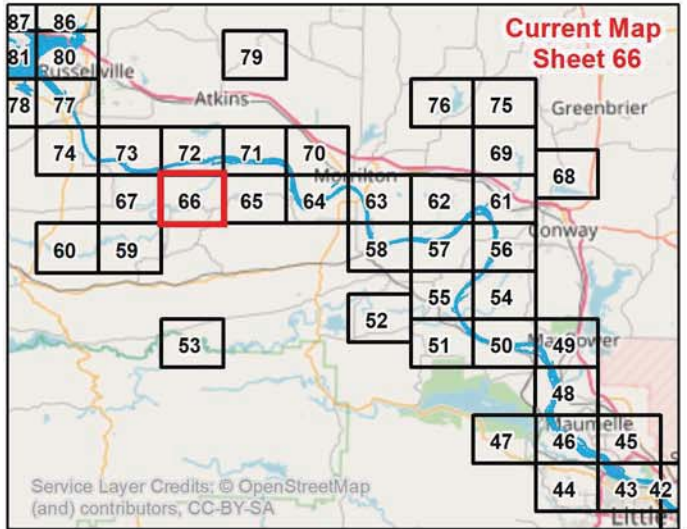 87 86
Current Map
Sheet 66
81 80
79
Russellville
Atkins
78 77
76 75
Greenbrier
74 73 72 71 70
69
68
Morrilton
67 66 65 64 63 62 61
Conway
60 59
58 57 56
55 54
52
53
51 50 49
48
Maumelle
47 46 45
Service Layer Credits: © OpenStreetMap
(and) contributors, CC-BY-SA
44 43 42
Little